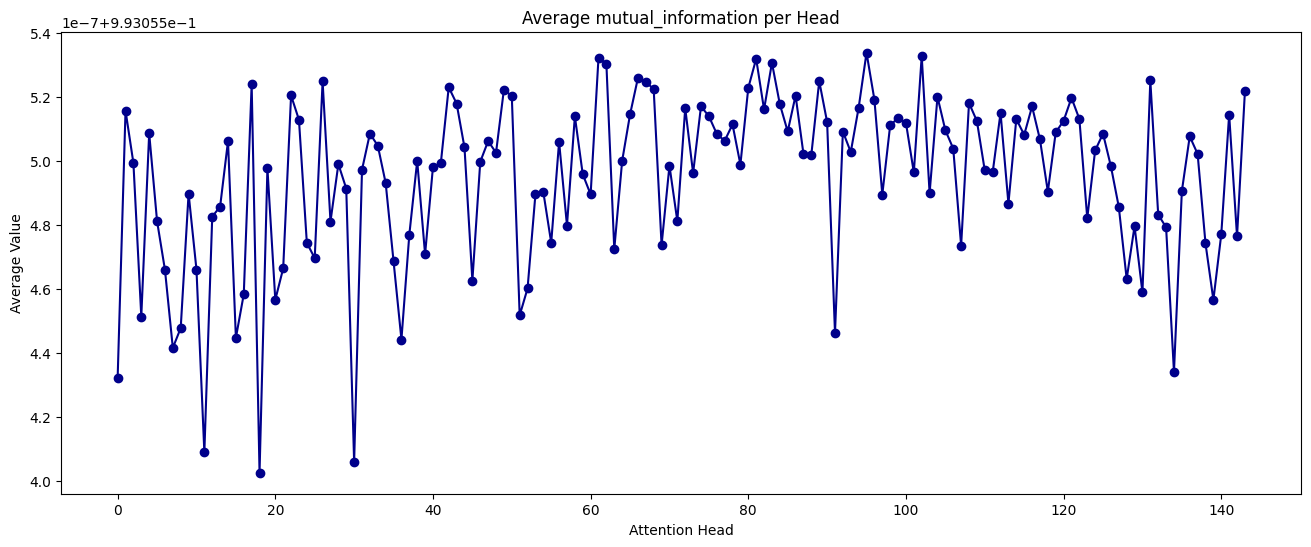 Average mutual_information per Head
1e−7+9.93055e−1
5.4
5.2
5.0
4.8
4.6
4.4
4.2
4.0
Average Value
0 20 40 60 80 100 120 140
Attention Head